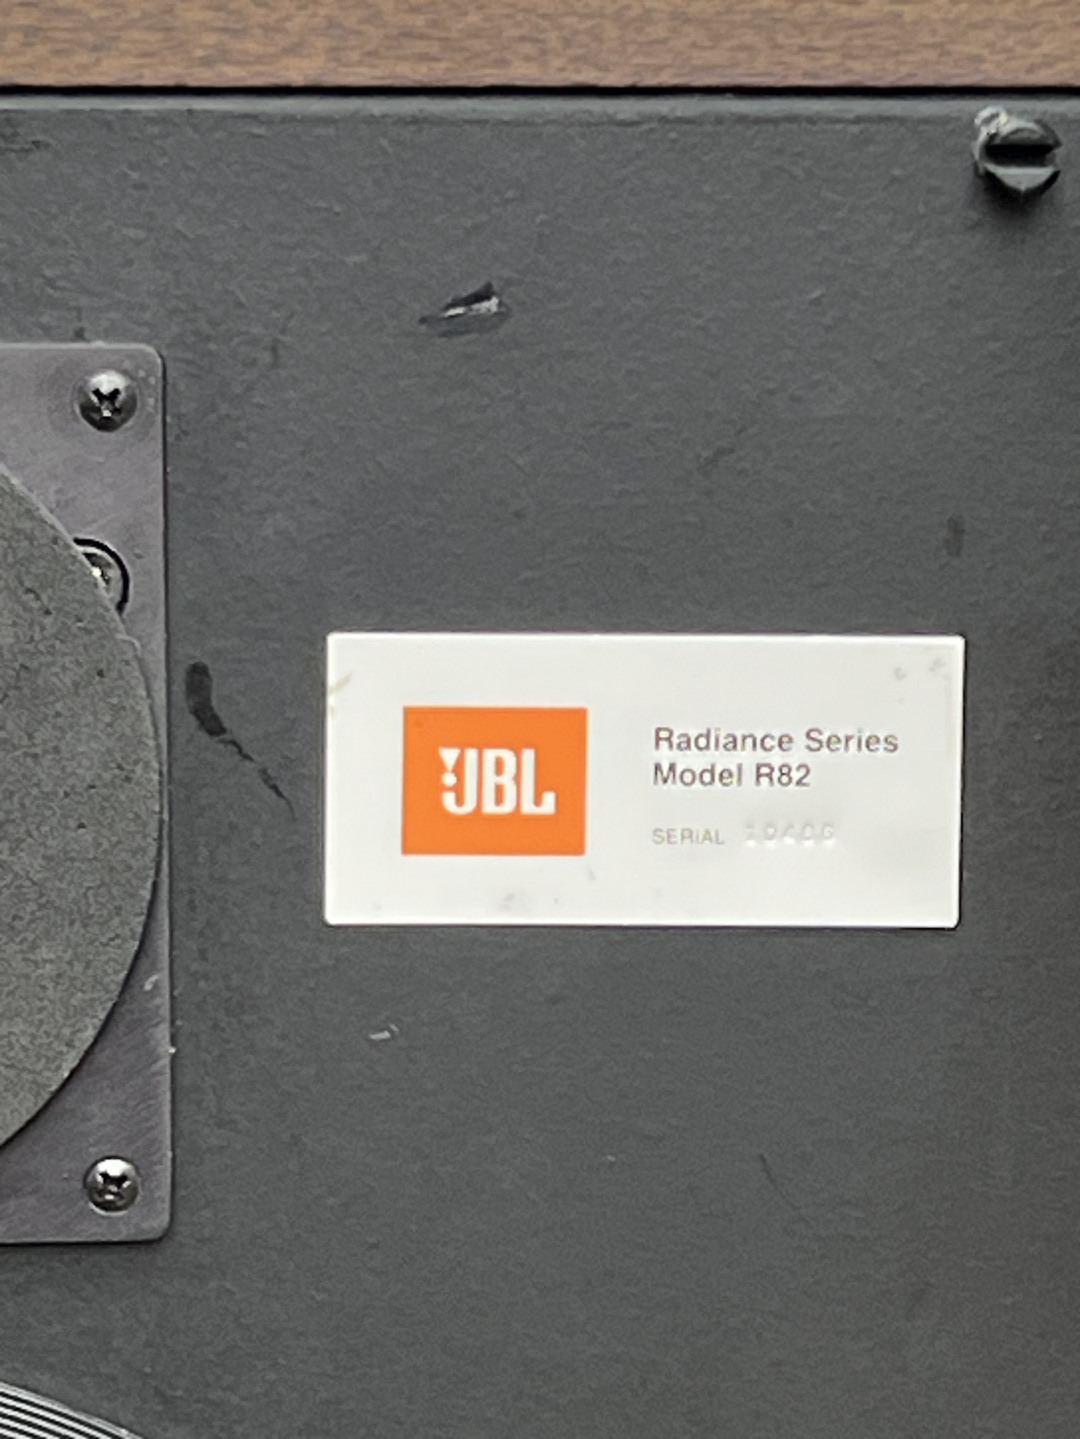 JBL
Radiance Series
Model R82
SERIAL